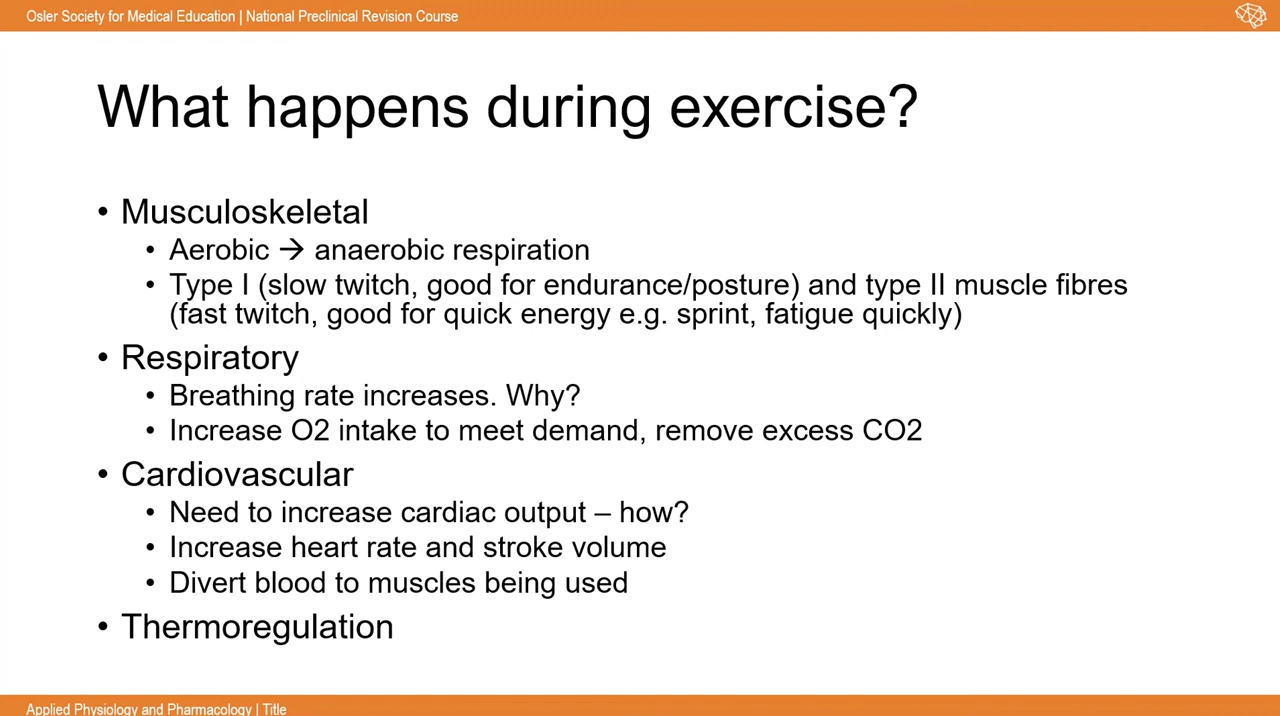 Osler Society for Medical Education | National Preclinical Revision Course
What happens during exercise?
• Musculoskeletal
• Aerobic → anaerobic respiration
• Type I (slow twitch, good for endurance/posture) and type II muscle fibres
(fast twitch, good for quick energy e.g. sprint, fatigue quickly)
• Respiratory
• Breathing rate increases. Why?
• Increase O2 intake to meet demand, remove excess CO2
• Cardiovascular
• Need to increase cardiac output – how?
• Increase heart rate and stroke volume
• Divert blood to muscles being used
• Thermoregulation
Applied Physiology and Pharmacology | Title